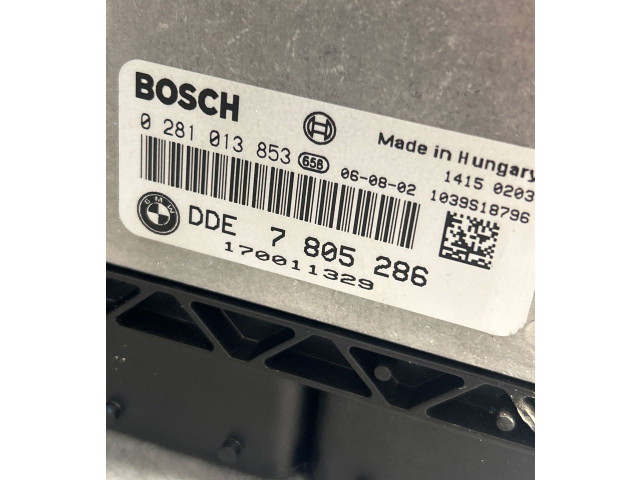 BOSCH
0 281 013 853 658 06-08-02
Made in Hungary
1415 0203
1039S18796
BMW DDE 7 805 286
170011329